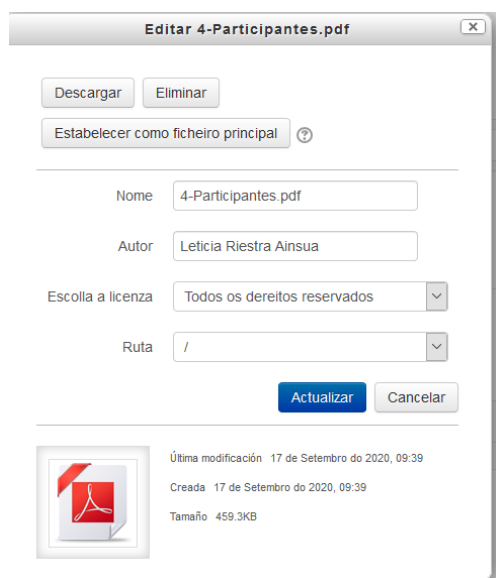 Editar 4-Participantes.pdf
Descargar Eliminar
Estabelecer como ficheiro principal
Nome 4-Participantes.pdf
Autor Leticia Riestra Ainsua
Escolla a licenza Todos os dereitos reservados
Ruta /
Actualizar Cancelar
Última modificación 17 de Setembro do 2020, 09:39
Creada 17 de Setembro do 2020, 09:39
Tamaño 459.3KB